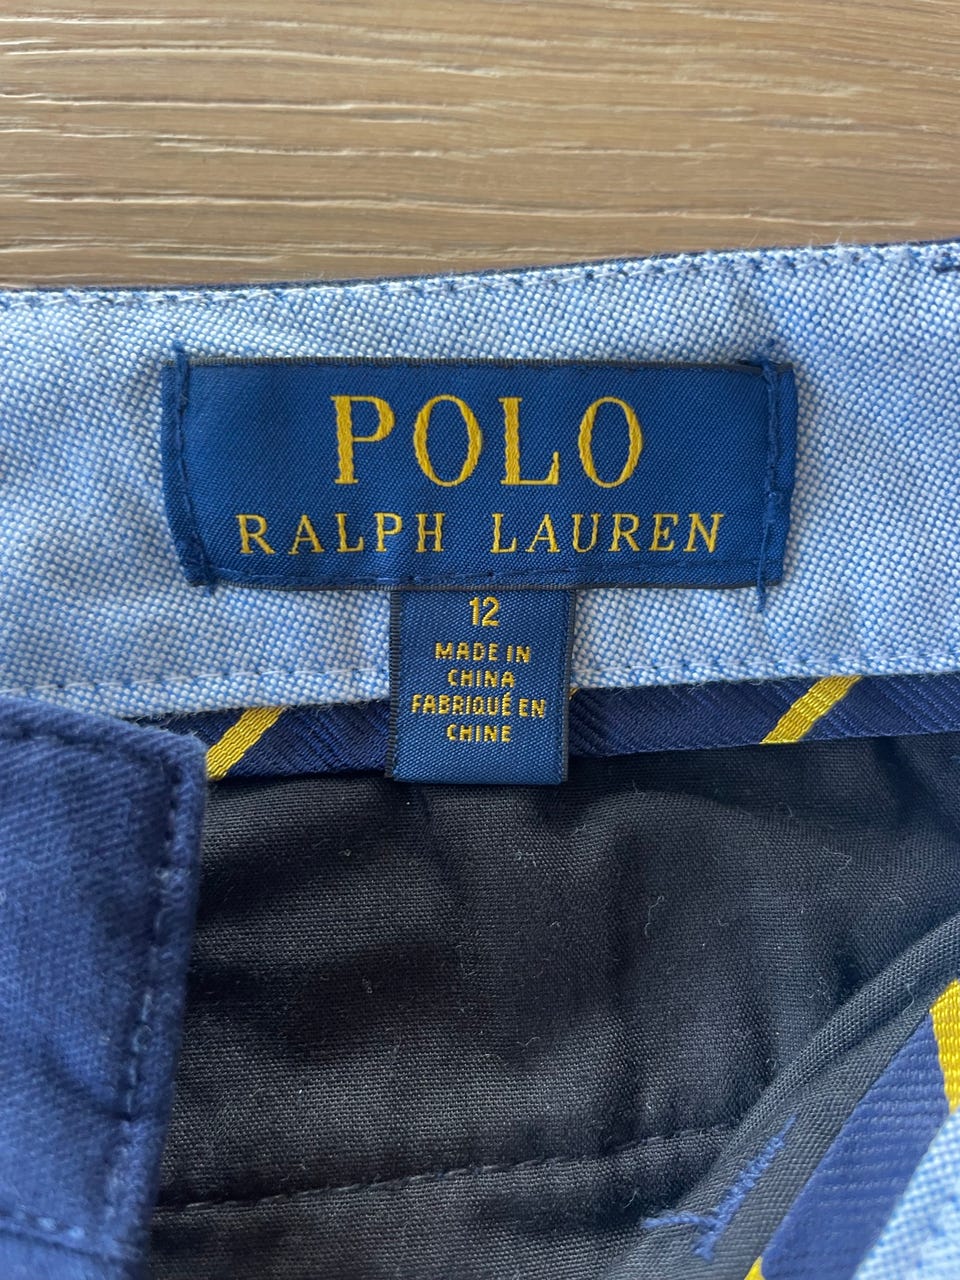 POLO
RALPH LAUREN
12
MADE IN
CHINA
FABRIQUÉ EN
CHINE